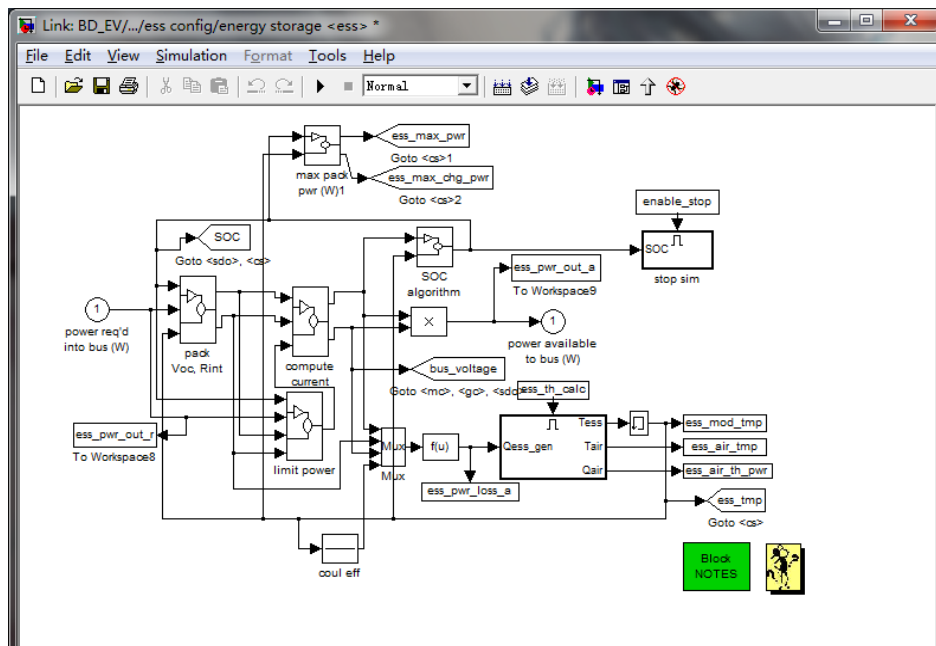 Link: BD_EV/.../ess config/energy storage <ess> *
File Edit View Simulation Format Tools Help
Normal
ess_max_pwr
Goto <cs>1
max pack
pwr (W)1
ess_max_chg_pwr
Goto <cs>2
enable_stop
SOC
Goto <sdo>, <cs>
SOC
algorithm
SOC
stop sim
ess_pwr_out_a
To Workspace9
1
power req'd
into bus (W)
pack
Voc, Rint
compute
current
×
1
power available
to bus (W)
bus_voltage
Goto <mc>, <gc>, <sdo>
ess_th_calc
ess_pwr_out_r
To Workspace8
limit power
Mux
Mux
f(u)
Qess_gen
Tess
Tair
Qair
ess_mod_tmp
ess_air_tmp
ess_air_th_pwr
ess_pwr_loss_a
ess_tmp
Goto <cs>
coul eff
Block
NOTES